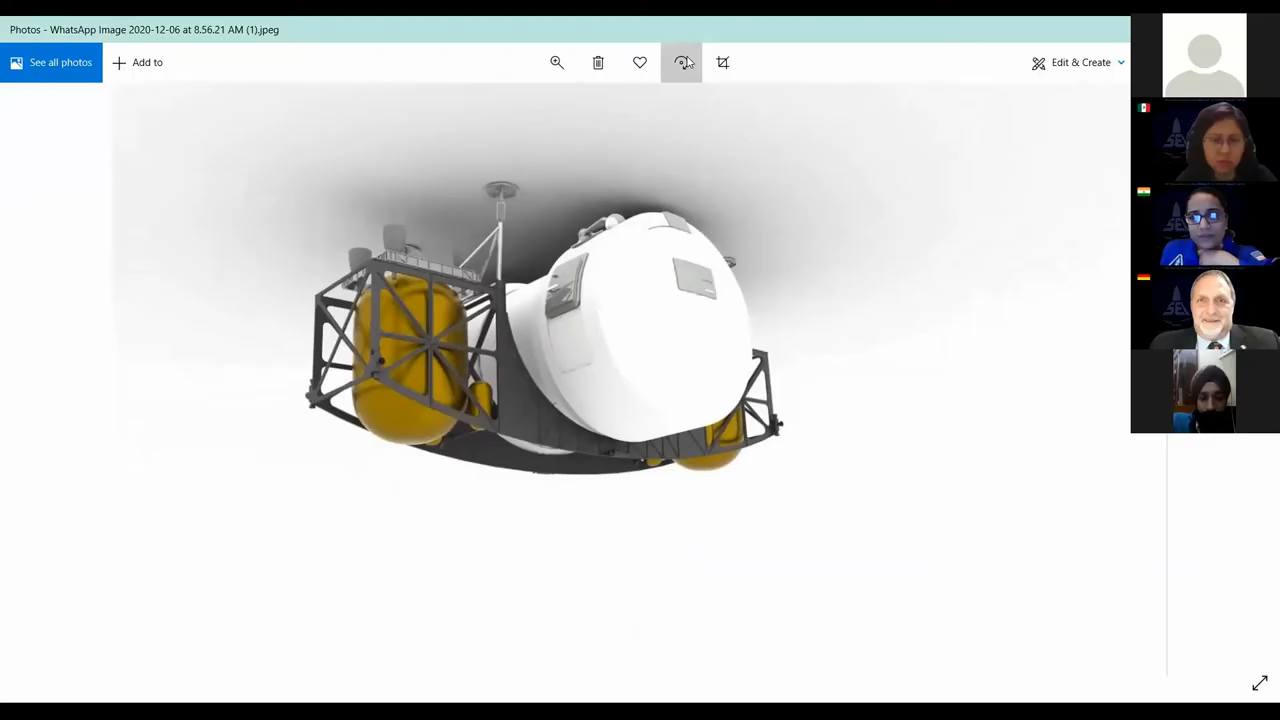 Photos - WhatsApp Image 2020-12-06 at 8.56.21 AM (1).jpeg
See all photos
Add to
Edit & Create